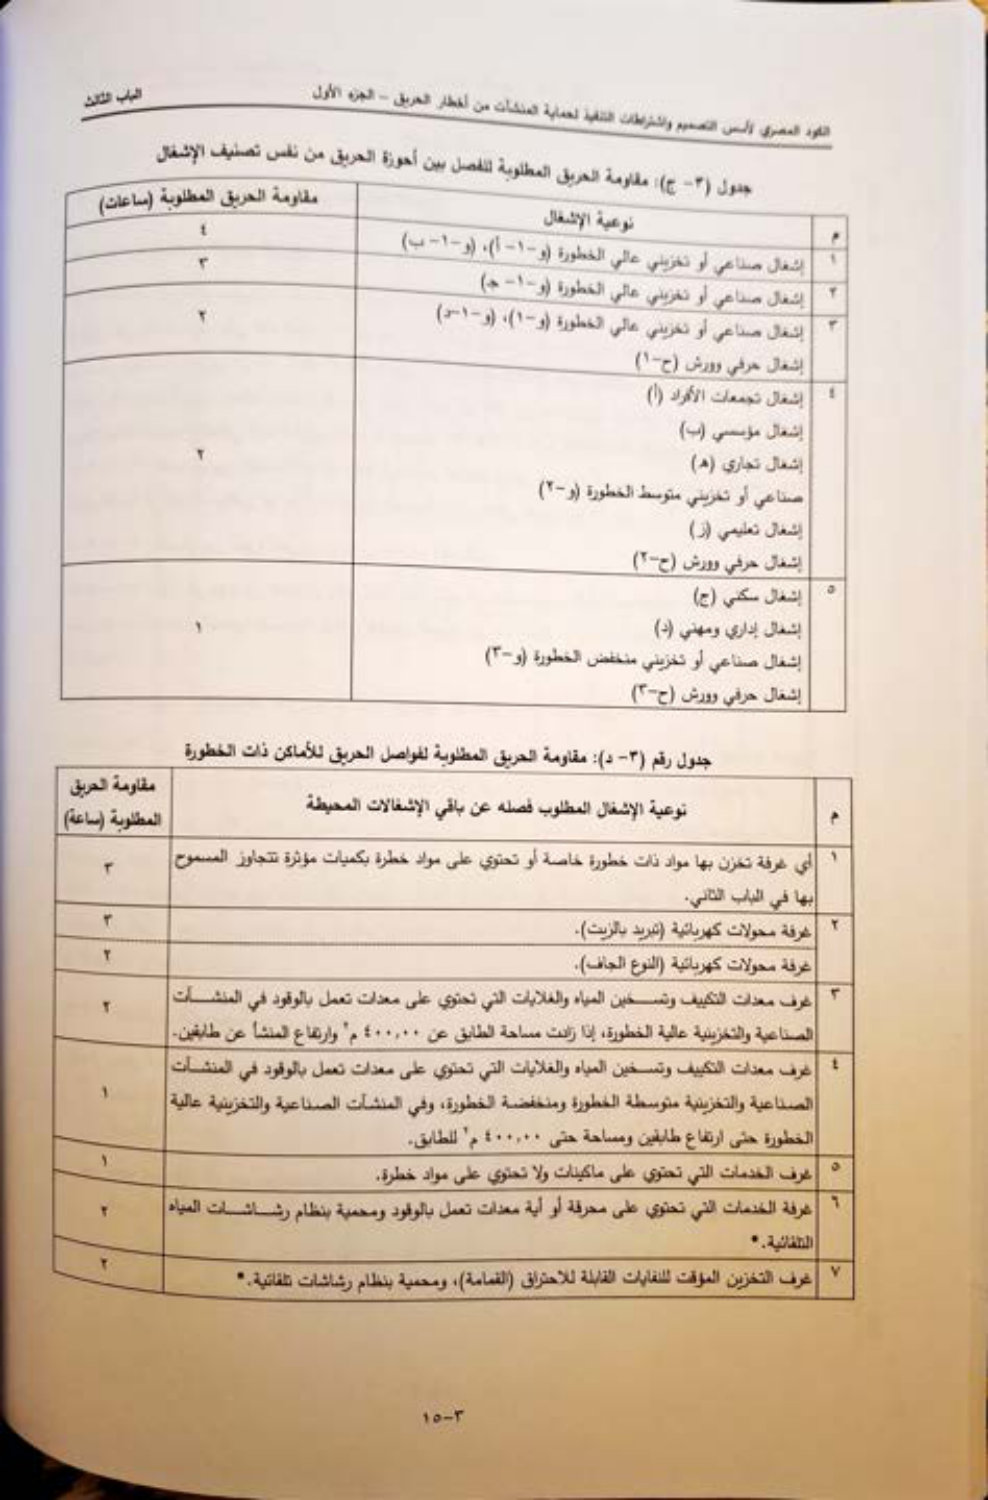 الكود المصري لأسس التصميم واشتراطات التنفيذ لحماية المنشآت من أخطار الحريق – الجزء الأول
الباب الثالث
جدول (٣- ج): مقاومة الحريق المطلوبة للفصل بين أحوزة الحريق من نفس تصنيف الإشغال
م
نوعية الإشغال
مقاومة الحريق المطلوبة (ساعات)
١
إشغال صناعي أو تخزيني عالي الخطورة (و-١- أ)، (و-١- ب)
٤
٢
إشغال صناعي أو تخزيني عالي الخطورة (و-١- جـ)
٣
٣
إشغال صناعي أو تخزيني عالي الخطورة (و-١)، (و-١-د)
إشغال حرفي وورش (ح-١)
٢
٤
إشغال تجمعات الأفراد (أ)
إشغال مؤسسي (ب)
إشغال تجاري (هـ)
صناعي أو تخزيني متوسط الخطورة (و-٢)
إشغال تعليمي (ز)
إشغال حرفي وورش (ح-٢)
٢
٥
إشغال سكني (ج)
إشغال إداري ومهني (د)
إشغال صناعي أو تخزيني منخفض الخطورة (و-٣)
إشغال حرفي وورش (ح-٣)
١
جدول رقم (٣- د): مقاومة الحريق المطلوبة لفواصل الحريق للأماكن ذات الخطورة
م
نوعية الإشغال المطلوب فصله عن باقي الإشغالات المحيطة
مقاومة الحريق
المطلوبة (ساعة)
١
أي غرفة تخزن بها مواد ذات خطورة خاصة أو تحتوي على مواد خطرة بكميات مؤثرة تتجاوز المسموح
بها في الباب الثاني.
٣
٢
غرفة محولات كهربائية (تبريد بالزيت).
٣
غرفة محولات كهربائية (النوع الجاف).
٢
٣
غرف معدات التكييف وتسخين المياه والغلايات التي تحتوي على معدات تعمل بالوقود في المنشآت
الصناعية والتخزينية عالية الخطورة، إذا زادت مساحة الطابق عن ٤٠٠,٠٠ م٢ وارتفاع المنشأ عن طابقين.
٢
٤
غرف معدات التكييف وتسخين المياه والغلايات التي تحتوي على معدات تعمل بالوقود في المنشآت
الصناعية والتخزينية متوسطة الخطورة ومنخفضة الخطورة، وفي المنشآت الصناعية والتخزينية عالية
الخطورة حتى ارتفاع طابقين ومساحة حتى ٤٠٠,٠٠ م٢ للطابق.
١
٥
غرف الخدمات التي تحتوي على ماكينات ولا تحتوي على مواد خطرة.
١
٦
غرفة الخدمات التي تحتوي على محرقة أو أية معدات تعمل بالوقود ومحمية بنظام رشاشات المياه
التلقائية.*
٢
٧
غرف التخزين المؤقت للنفايات القابلة للاحتراق (القمامة)، ومحمية بنظام رشاشات تلقائية.*
٢
٣-١٥